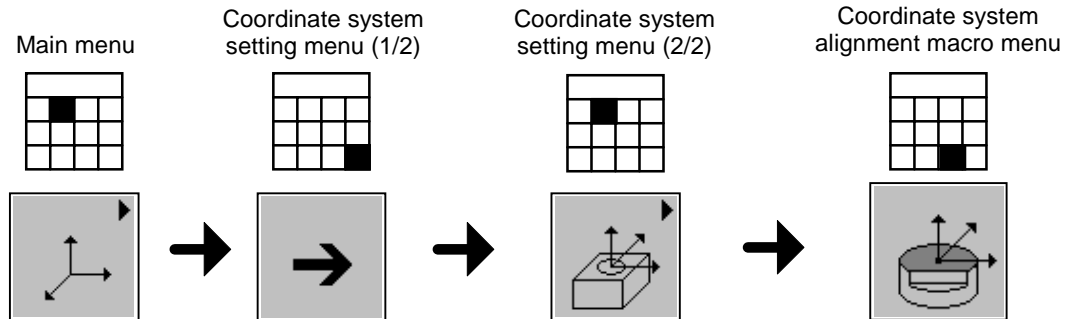 Main menu
Coordinate system
setting menu (1/2)
Coordinate system
setting menu (2/2)
Coordinate system
alignment macro menu